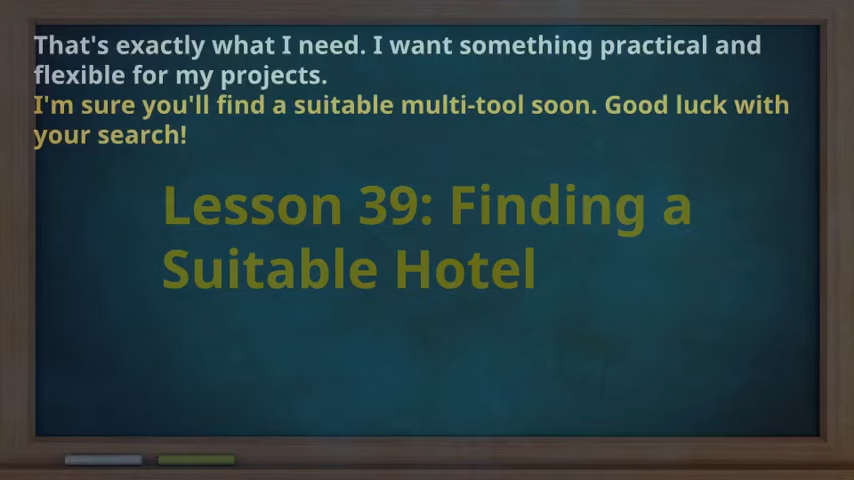 That's exactly what I need. I want something practical and
flexible for my projects.
I'm sure you'll find a suitable multi-tool soon. Good luck with
your search!
Lesson 39: Finding a
Suitable Hotel